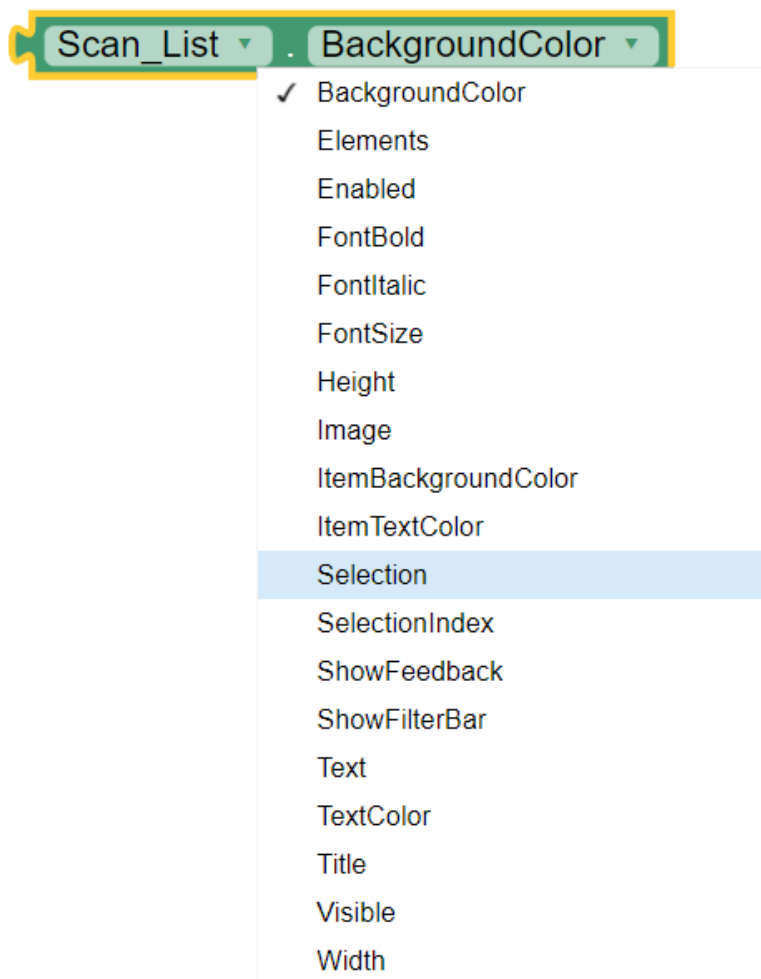 Scan_List . BackgroundColor
BackgroundColor
Elements
Enabled
FontBold
FontItalic
FontSize
Height
Image
ItemBackgroundColor
ItemTextColor
Selection
SelectionIndex
ShowFeedback
ShowFilterBar
Text
TextColor
Title
Visible
Width